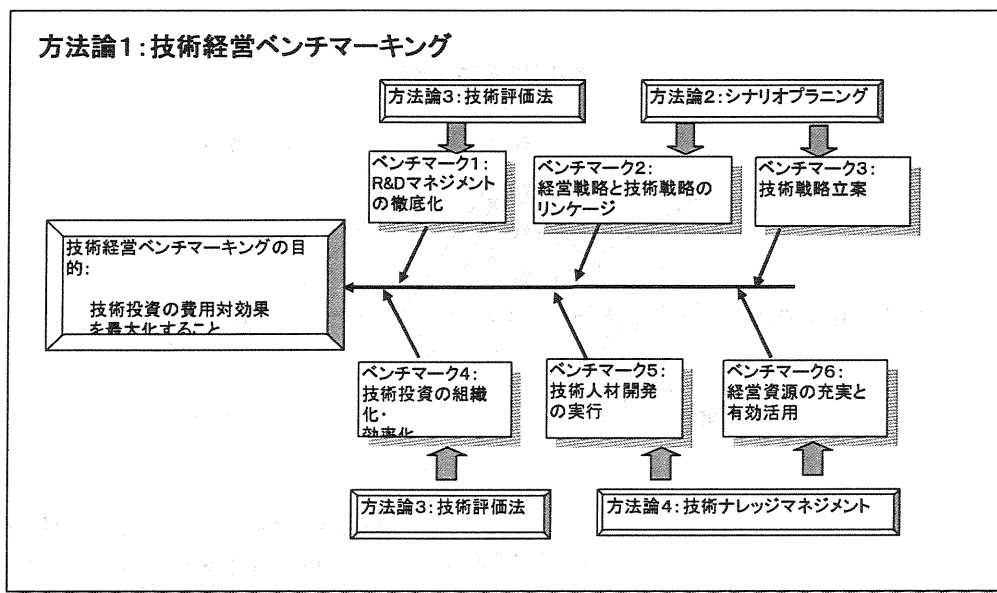 方法論1:技術経営ベンチマーキング
方法論3:技術評価法
方法論2:シナリオプラニング
ベンチマーク1:
R&Dマネジメント
の徹底化
ベンチマーク2:
経営戦略と技術戦略の
リンケージ
ベンチマーク3:
技術戦略立案
技術経営ベンチマーキングの目
的:
技術投資の費用対効果
を最大化すること
ベンチマーク4:
技術投資の組織
化・
効率化
ベンチマーク5:
技術人材開発
の実行
ベンチマーク6:
経営資源の充実と
有効活用
方法論3:技術評価法
方法論4:技術ナレッジマネジメント